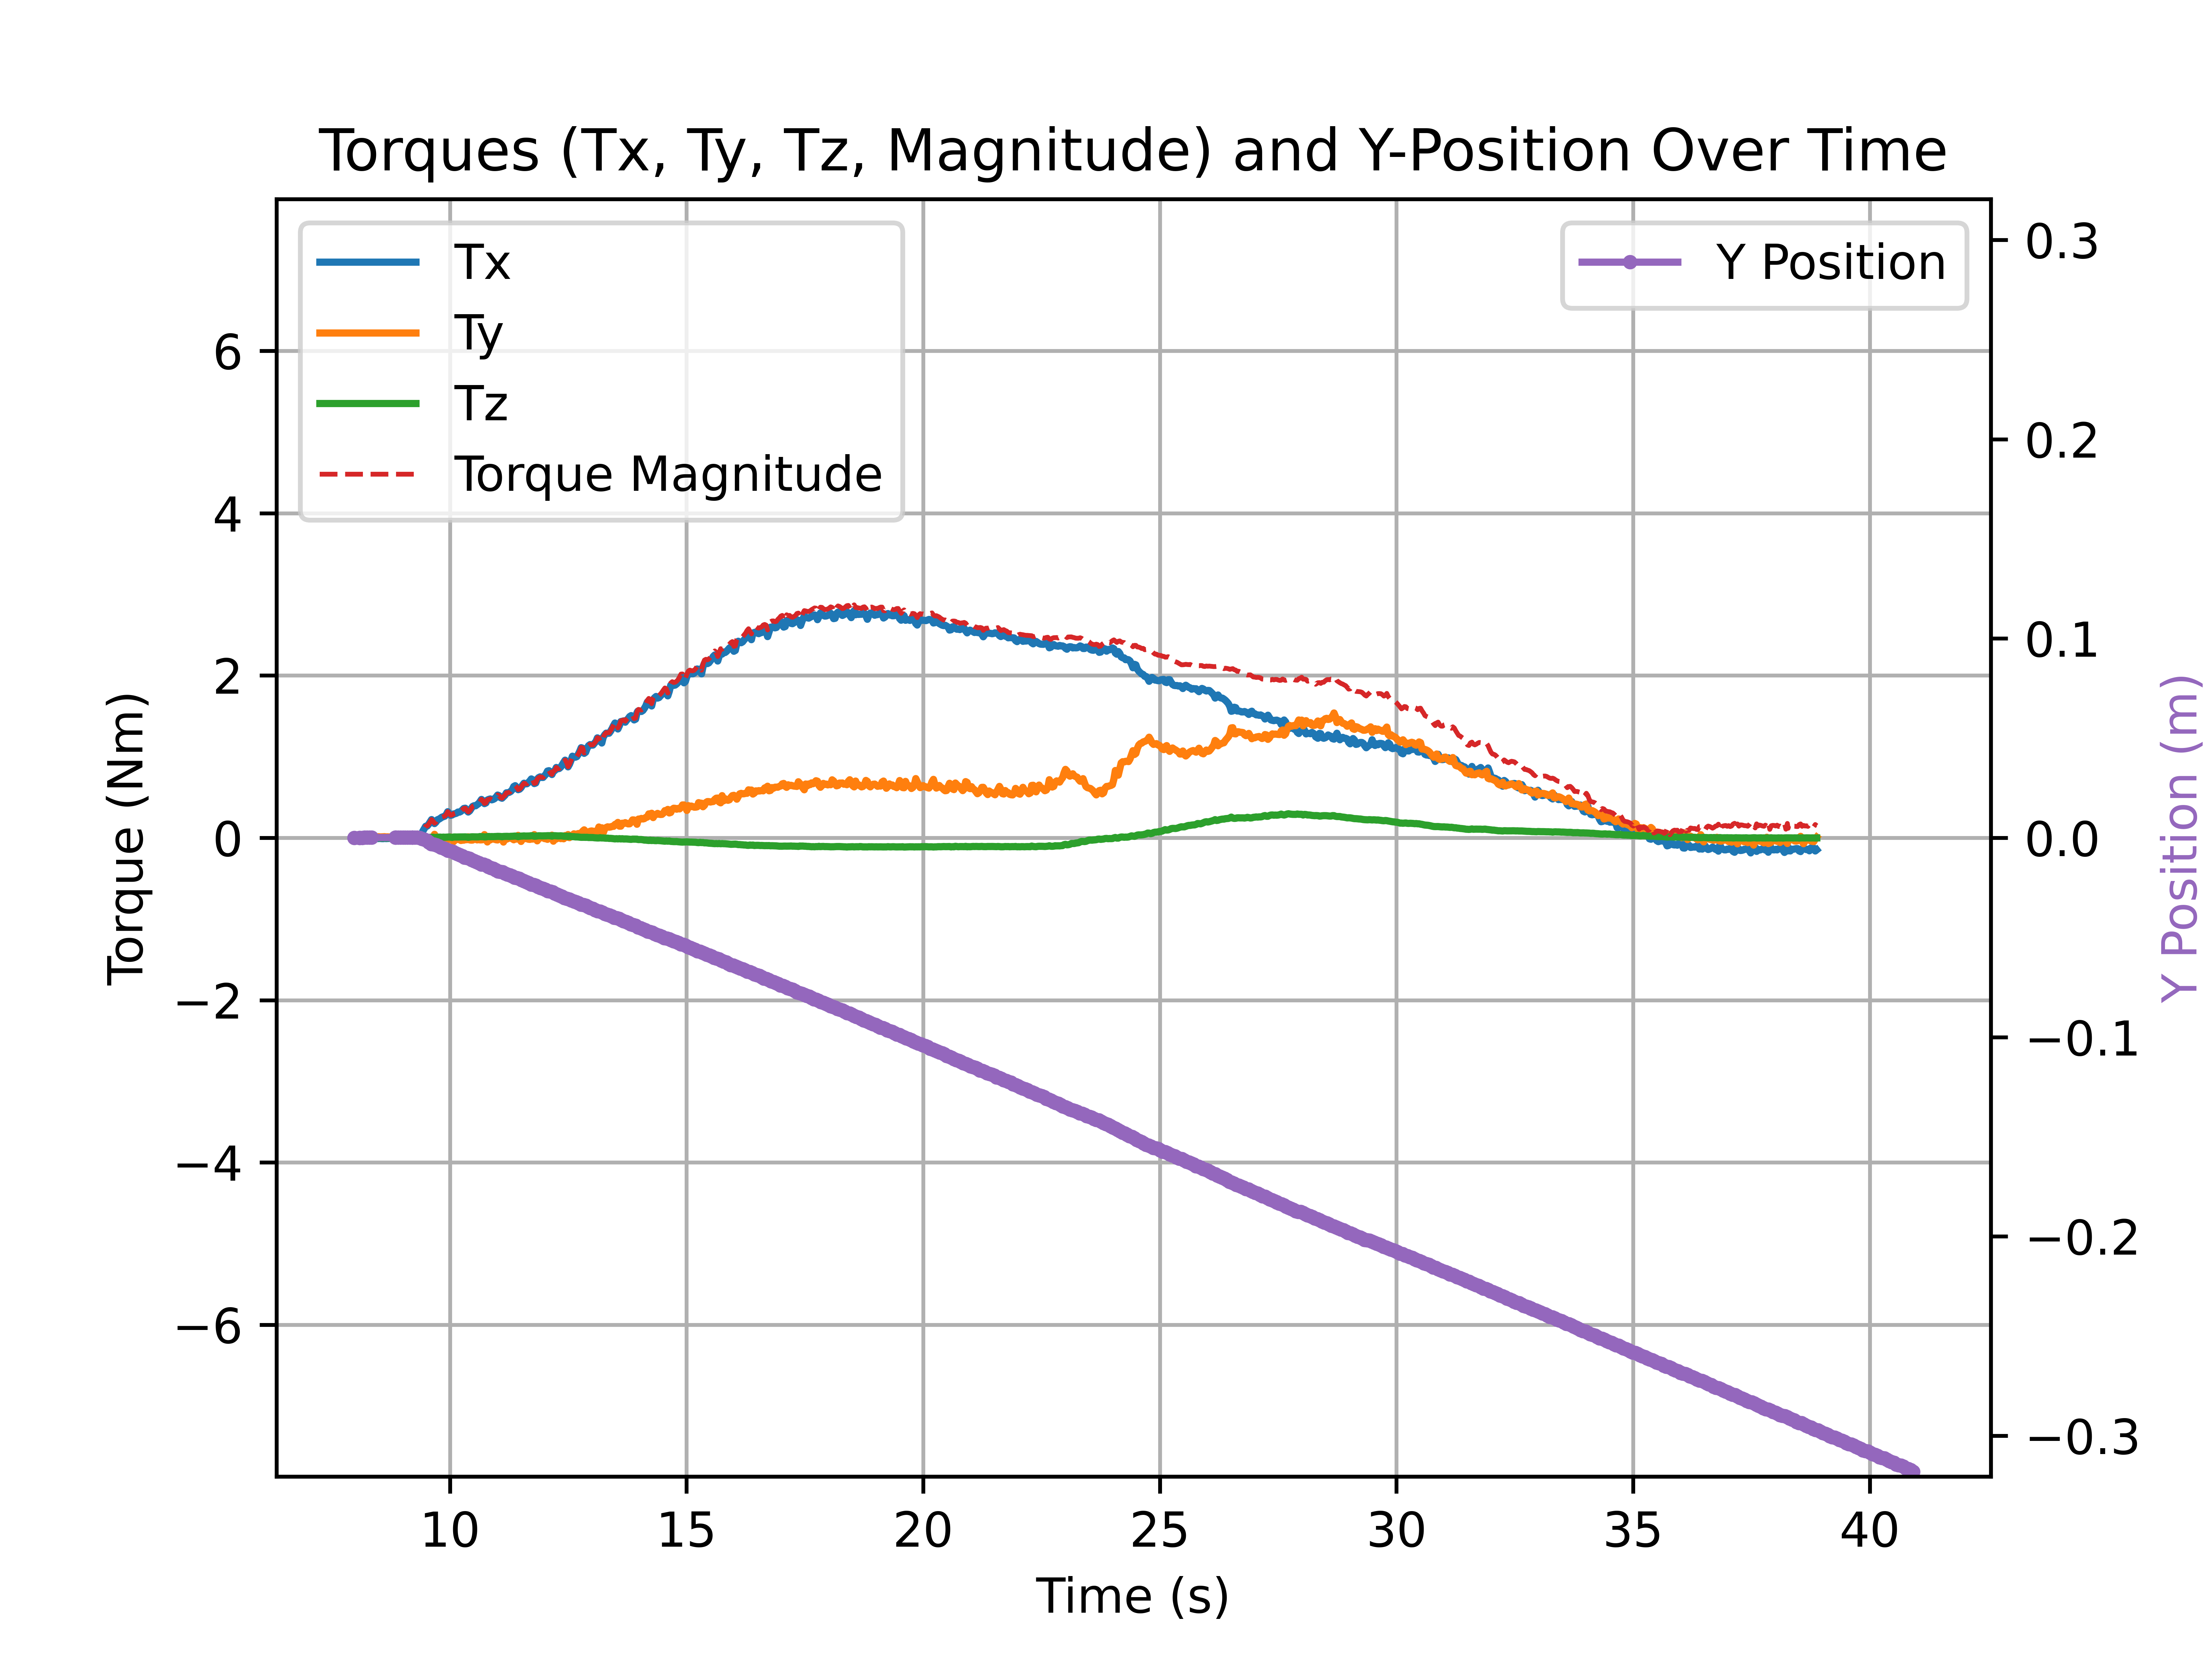 Torques (Tx, Ty, Tz, Magnitude) and Y-Position Over Time
Tx
Ty
Tz
Torque Magnitude
Y Position
Torque (Nm)
6
4
2
0
−2
−4
−6
0.3
0.2
0.1
0.0
−0.1
−0.2
−0.3
Y Position (m)
10 15 20 25 30 35 40
Time (s)